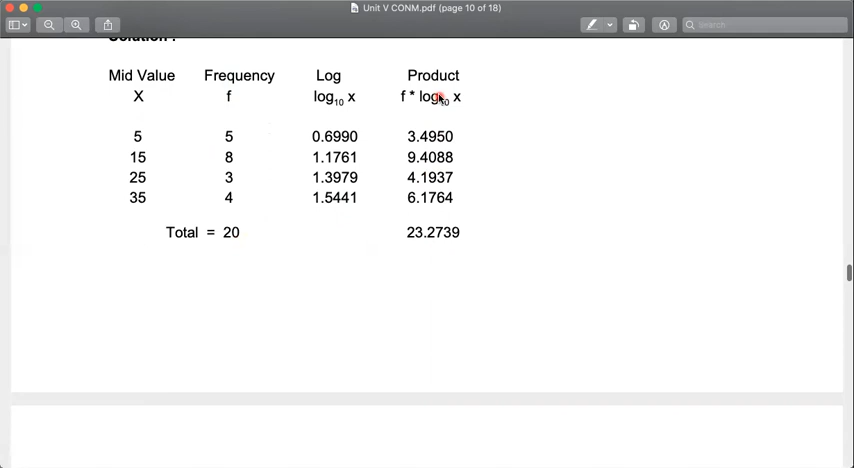 Unit V CONM.pdf (page 10 of 18)
Search
Solution :
Mid Value Frequency Log Product
X f log10 x f * log10 x
5 5 0.6990 3.4950
15 8 1.1761 9.4088
25 3 1.3979 4.1937
35 4 1.5441 6.1764
Total = 20 23.2739